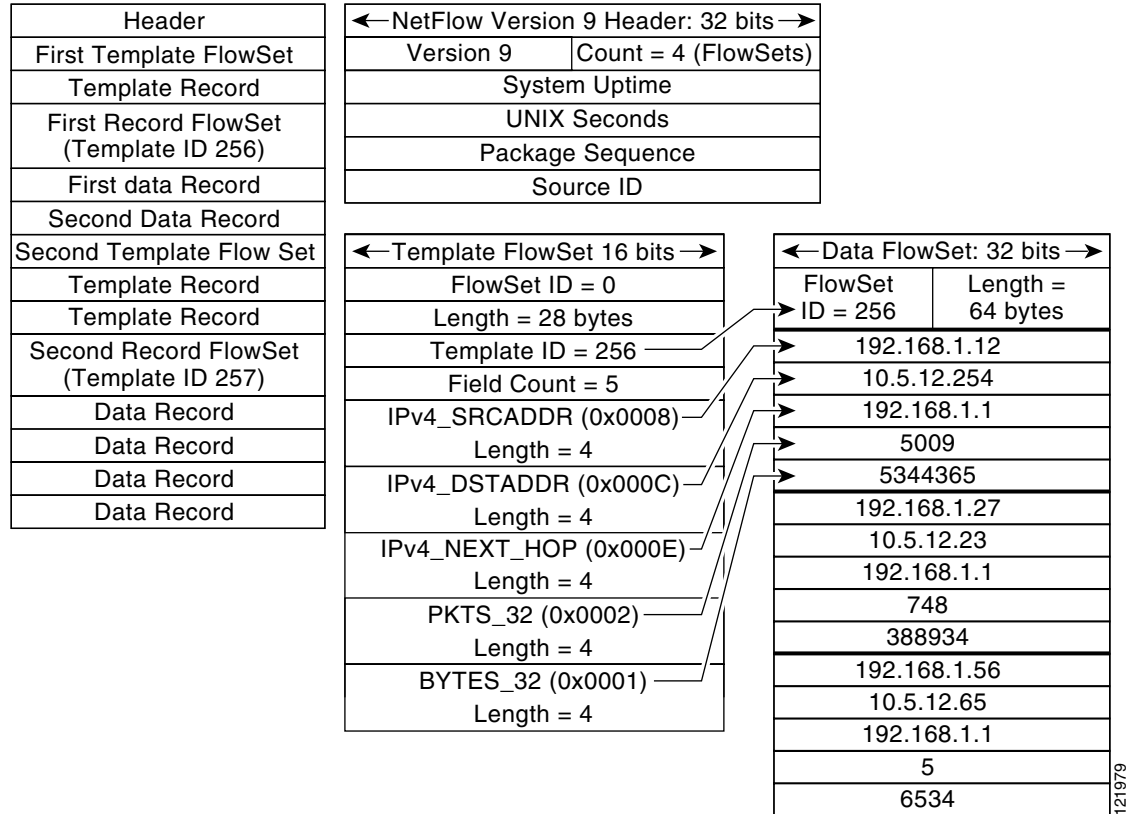 Header
First Template FlowSet
Template Record
First Record FlowSet
(Template ID 256)
First data Record
Second Data Record
Second Template Flow Set
Template Record
Template Record
Second Record FlowSet
(Template ID 257)
Data Record
Data Record
Data Record
Data Record
NetFlow Version 9 Header: 32 bits
Version 9 Count = 4 (FlowSets)
System Uptime
UNIX Seconds
Package Sequence
Source ID
Template FlowSet 16 bits
FlowSet ID = 0
Length = 28 bytes
Template ID = 256
Field Count = 5
IPv4_SRCADDR (0x0008)
Length = 4
IPv4_DSTADDR (0x000C)
Length = 4
IPv4_NEXT_HOP (0x000E)
Length = 4
PKTS_32 (0x0002)
Length = 4
BYTES_32 (0x0001)
Length = 4
Data FlowSet: 32 bits
FlowSet
ID = 256
Length =
64 bytes
192.168.1.12
10.5.12.254
192.168.1.1
5009
5344365
192.168.1.27
10.5.12.23
192.168.1.1
748
388934
192.168.1.56
10.5.12.65
192.168.1.1
5
6534
121979